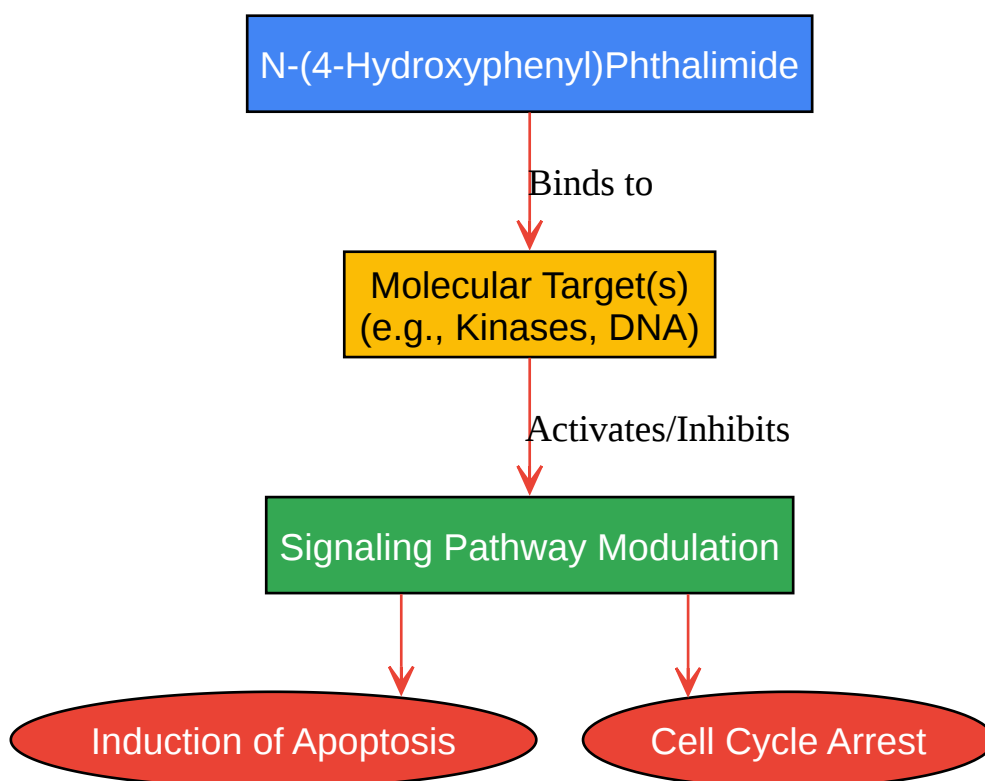 N-(4-Hydroxyphenyl)Phthalimide
Binds to
Molecular Target(s)
(e.g., Kinases, DNA)
Activates/Inhibits
Signaling Pathway Modulation
Induction of Apoptosis
Cell Cycle Arrest